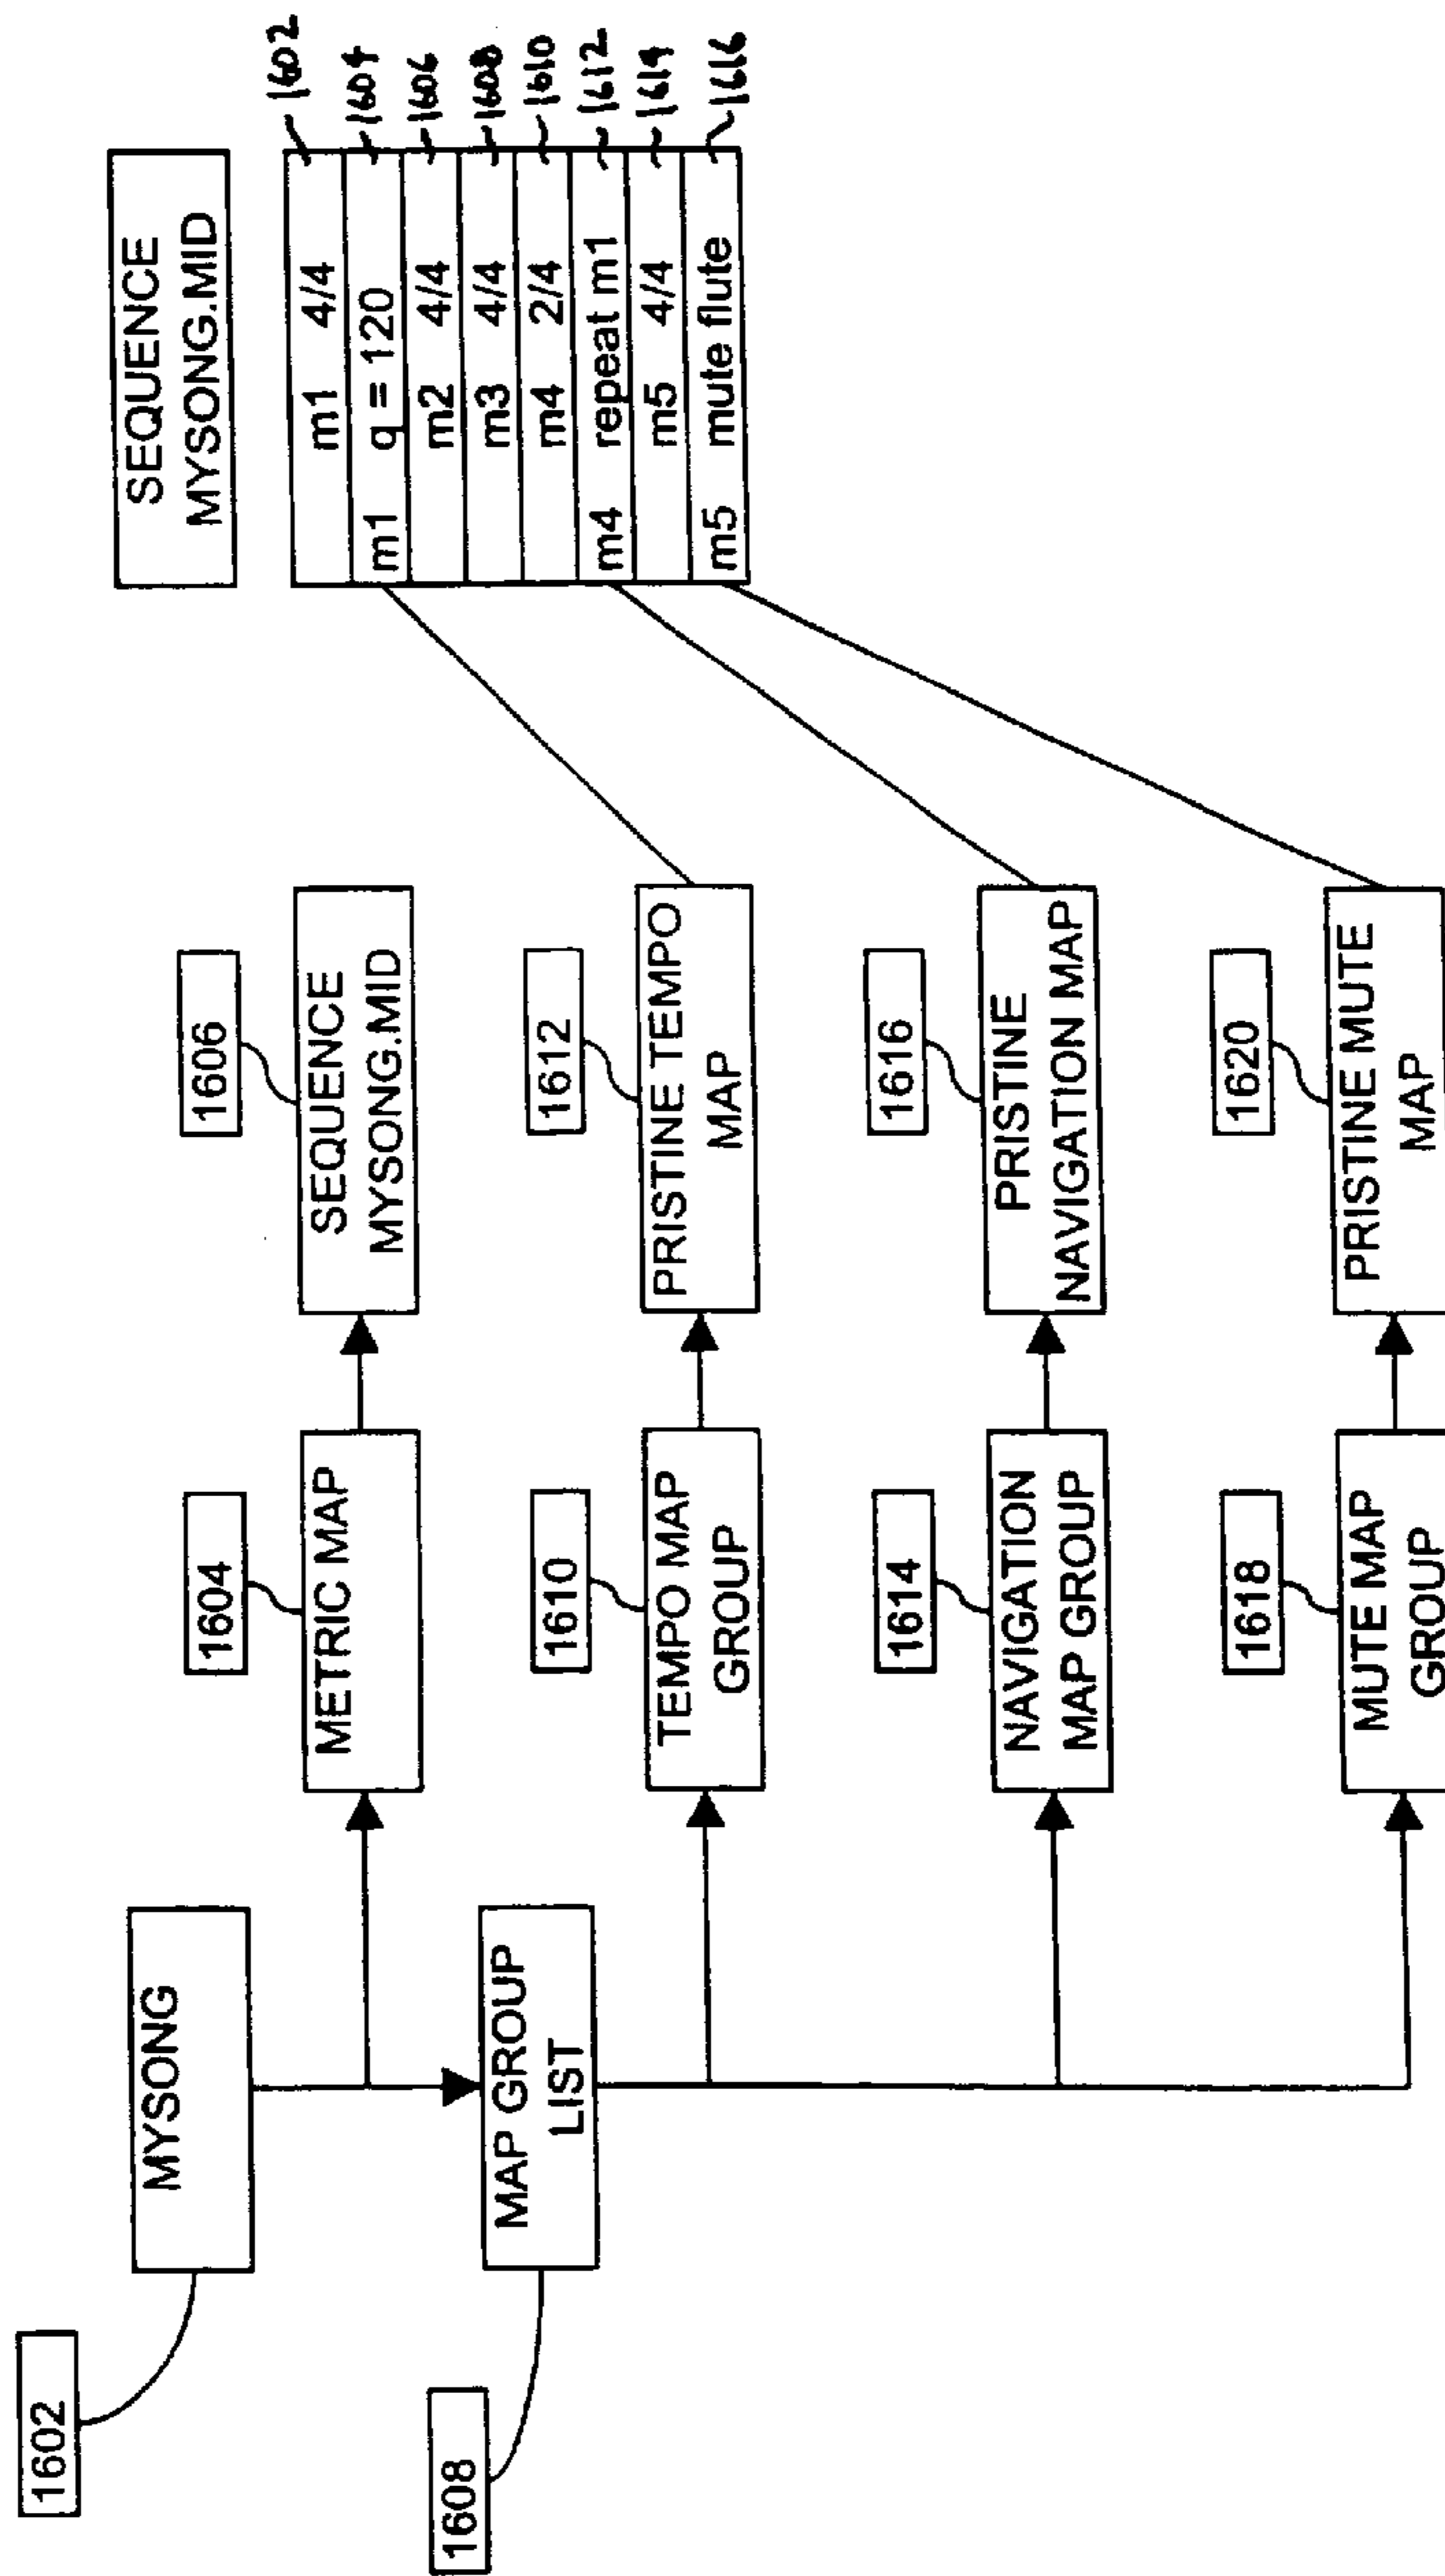 1602
MYSONG
1608
MAP GROUP
LIST
1604
METRIC MAP
1606
SEQUENCE
MYSONG.MID
1610
TEMPO MAP
GROUP
1612
PRISTINE TEMPO
MAP
1614
NAVIGATION
MAP GROUP
1616
PRISTINE
NAVIGATION MAP
1618
MUTE MAP
GROUP
1620
PRISTINE MUTE
MAP
SEQUENCE
MYSONG.MID
m1 4/4 1602
m1 q = 120 1604
m2 4/4 1606
m3 4/4 1608
m4 2/4 1610
m4 repeat m1 1612
m5 4/4 1614
m5 mute flute 1616